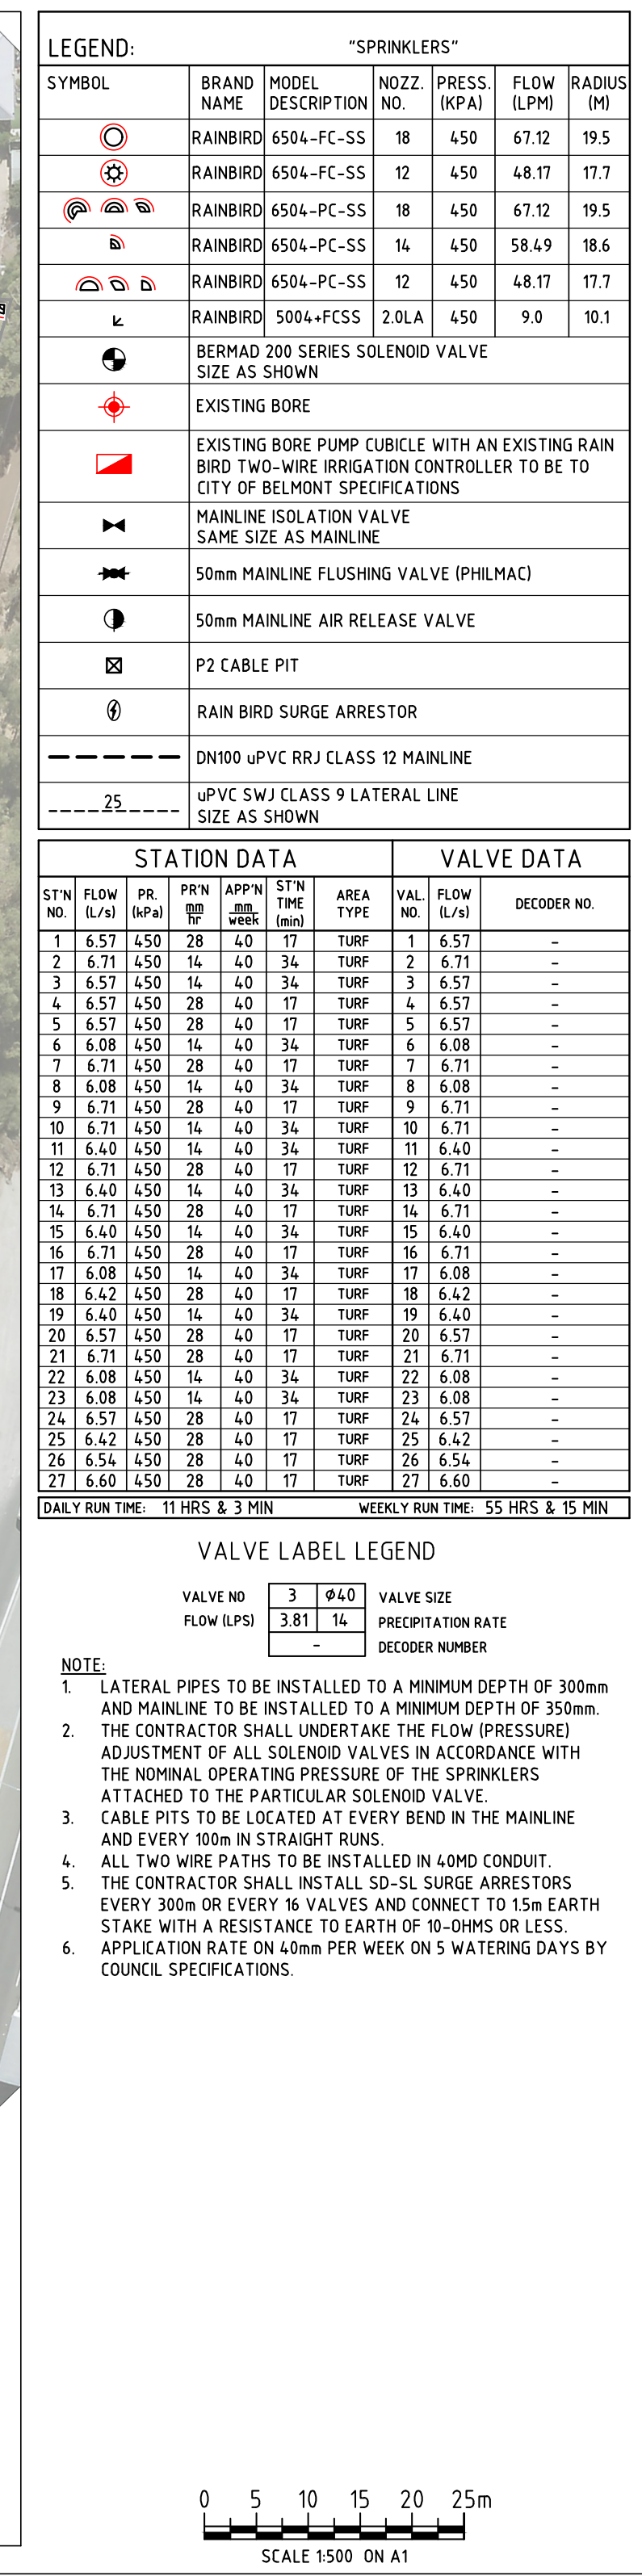 LEGEND: "SPRINKLERS"
SYMBOL BRAND NAME MODEL DESCRIPTION NOZZ. NO. PRESS. (KPA) FLOW (LPM) RADIUS (M)
RAINBIRD 6504-FC-SS 18 450 67.12 19.5
RAINBIRD 6504-FC-SS 12 450 48.17 17.7
RAINBIRD 6504-PC-SS 18 450 67.12 19.5
RAINBIRD 6504-PC-SS 14 450 58.49 18.6
RAINBIRD 6504-PC-SS 12 450 48.17 17.7
RAINBIRD 5004+FCSS 2.0LA 450 9.0 10.1
BERMAD 200 SERIES SOLENOID VALVE
SIZE AS SHOWN
EXISTING BORE
EXISTING BORE PUMP CUBICLE WITH AN EXISTING RAIN
BIRD TWO-WIRE IRRIGATION CONTROLLER TO BE TO
CITY OF BELMONT SPECIFICATIONS
MAINLINE ISOLATION VALVE
SAME SIZE AS MAINLINE
50mm MAINLINE FLUSHING VALVE (PHILMAC)
50mm MAINLINE AIR RELEASE VALVE
P2 CABLE PIT
RAIN BIRD SURGE ARRESTOR
DN100 uPVC RRJ CLASS 12 MAINLINE
25 uPVC SWJ CLASS 9 LATERAL LINE
SIZE AS SHOWN
STATION DATA VALVE DATA
ST'N NO. FLOW (L/s) PR. (kPa) PR'N mm hr APP'N mm week ST'N TIME (min) AREA TYPE VAL. NO. FLOW (L/s) DECODER NO.
1 6.57 450 28 40 17 TURF 1 6.57 -
2 6.71 450 14 40 34 TURF 2 6.71 -
3 6.57 450 14 40 34 TURF 3 6.57 -
4 6.57 450 28 40 17 TURF 4 6.57 -
5 6.57 450 28 40 17 TURF 5 6.57 -
6 6.08 450 14 40 34 TURF 6 6.08 -
7 6.71 450 28 40 17 TURF 7 6.71 -
8 6.08 450 14 40 34 TURF 8 6.08 -
9 6.71 450 28 40 17 TURF 9 6.71 -
10 6.71 450 14 40 34 TURF 10 6.71 -
11 6.40 450 14 40 34 TURF 11 6.40 -
12 6.71 450 28 40 17 TURF 12 6.71 -
13 6.40 450 14 40 34 TURF 13 6.40 -
14 6.71 450 28 40 17 TURF 14 6.71 -
15 6.40 450 14 40 34 TURF 15 6.40 -
16 6.71 450 28 40 17 TURF 16 6.71 -
17 6.08 450 14 40 34 TURF 17 6.08 -
18 6.42 450 28 40 17 TURF 18 6.42 -
19 6.40 450 14 40 34 TURF 19 6.40 -
20 6.57 450 28 40 17 TURF 20 6.57 -
21 6.71 450 28 40 17 TURF 21 6.71 -
22 6.08 450 14 40 34 TURF 22 6.08 -
23 6.08 450 14 40 34 TURF 23 6.08 -
24 6.57 450 28 40 17 TURF 24 6.57 -
25 6.42 450 28 40 17 TURF 25 6.42 -
26 6.54 450 28 40 17 TURF 26 6.54 -
27 6.60 450 28 40 17 TURF 27 6.60 -
DAILY RUN TIME: 11 HRS & 3 MIN WEEKLY RUN TIME: 55 HRS & 15 MIN
VALVE LABEL LEGEND
VALVE NO 3 Ø40 VALVE SIZE
FLOW (LPS) 3.81 14 PRECIPITATION RATE
- DECODER NUMBER
NOTE:
1. LATERAL PIPES TO BE INSTALLED TO A MINIMUM DEPTH OF 300mm
AND MAINLINE TO BE INSTALLED TO A MINIMUM DEPTH OF 350mm.
2. THE CONTRACTOR SHALL UNDERTAKE THE FLOW (PRESSURE)
ADJUSTMENT OF ALL SOLENOID VALVES IN ACCORDANCE WITH
THE NOMINAL OPERATING PRESSURE OF THE SPRINKLERS
ATTACHED TO THE PARTICULAR SOLENOID VALVE.
3. CABLE PITS TO BE LOCATED AT EVERY BEND IN THE MAINLINE
AND EVERY 100m IN STRAIGHT RUNS.
4. ALL TWO WIRE PATHS TO BE INSTALLED IN 40MD CONDUIT.
5. THE CONTRACTOR SHALL INSTALL SD-SL SURGE ARRESTORS
EVERY 300m OR EVERY 16 VALVES AND CONNECT TO 1.5m EARTH
STAKE WITH A RESISTANCE TO EARTH OF 10-OHMS OR LESS.
6. APPLICATION RATE ON 40mm PER WEEK ON 5 WATERING DAYS BY
COUNCIL SPECIFICATIONS.
0 5 10 15 20 25m
SCALE 1:500 ON A1